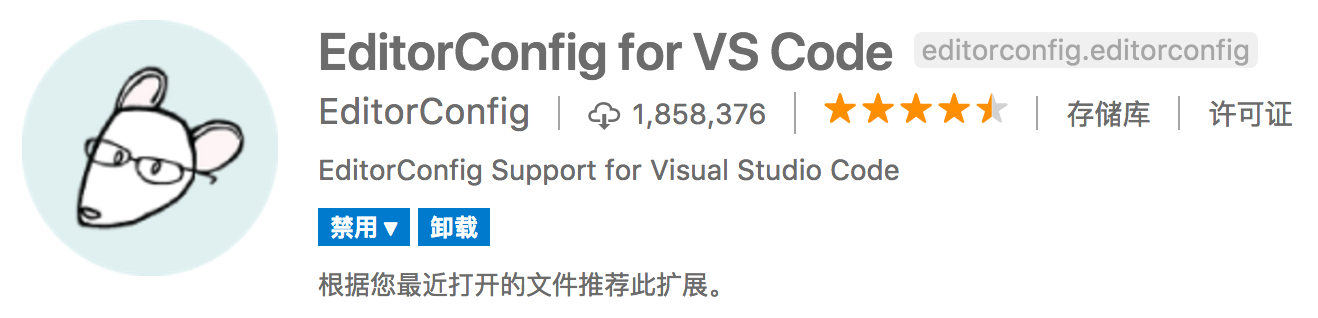 EditorConfig for VS Code editorconfig.editorconfig
EditorConfig 1,858,376 存储库 许可证
EditorConfig Support for Visual Studio Code
禁用▼ 卸载
根据您最近打开的文件推荐此扩展。